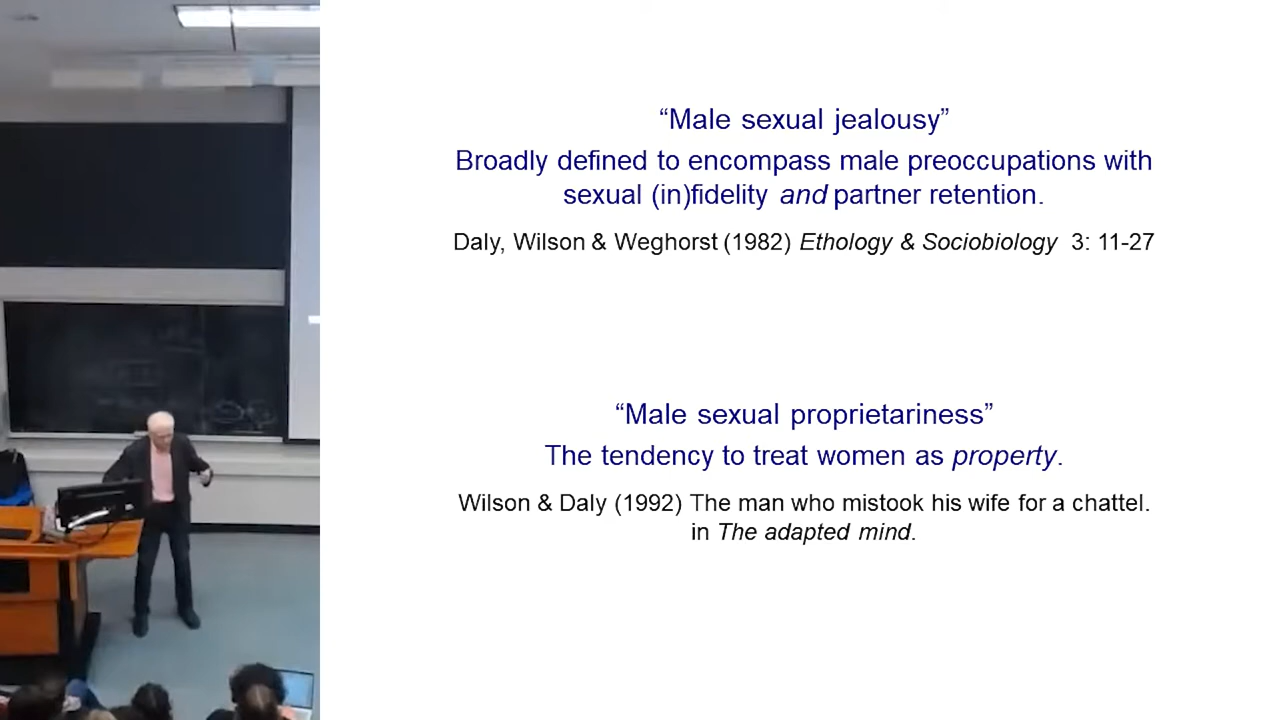 “Male sexual jealousy”
Broadly defined to encompass male preoccupations with
sexual (in)fidelity and partner retention.
Daly, Wilson & Weghorst (1982) Ethology & Sociobiology 3: 11-27
“Male sexual proprietariness”
The tendency to treat women as property.
Wilson & Daly (1992) The man who mistook his wife for a chattel.
in The adapted mind.